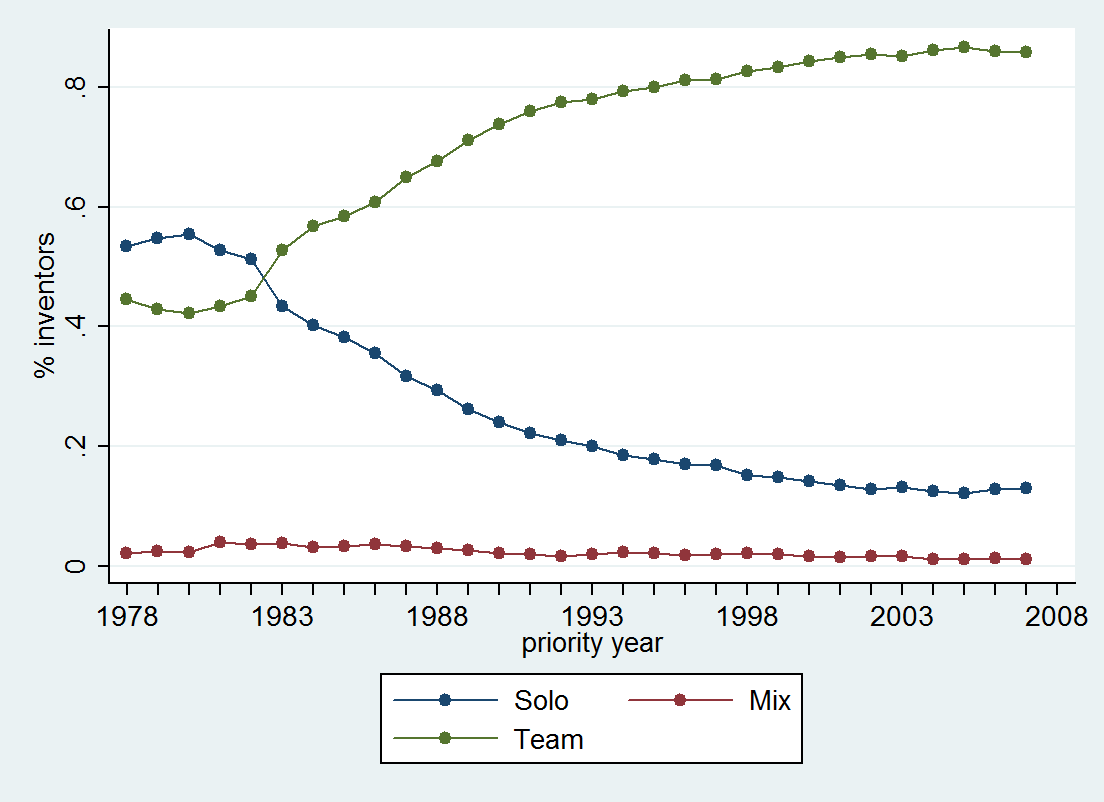 .8
.6
.4
.2
0
% inventors
1978 1983 1988 1993 1998 2003 2008
priority year
Solo Mix
Team